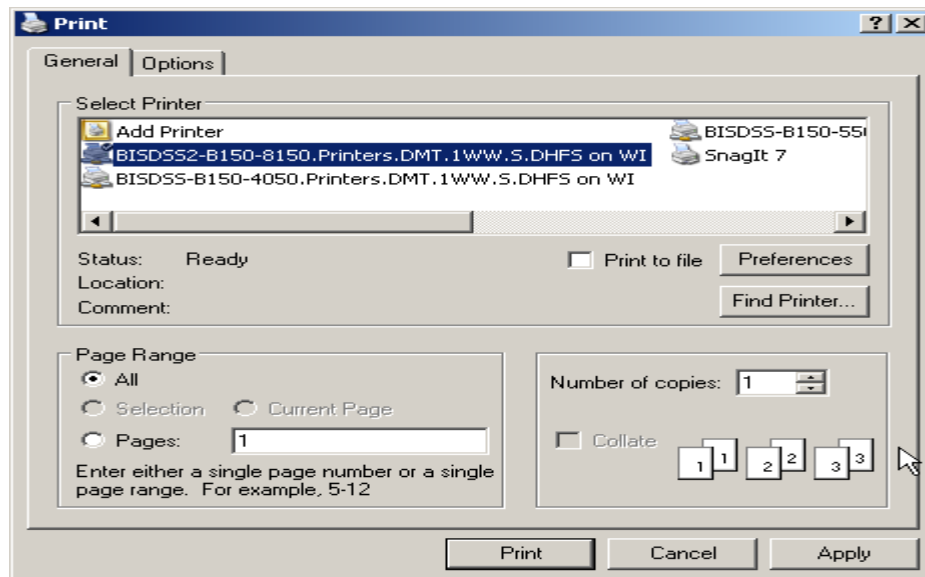 Print
General Options
Select Printer
Add Printer
BISDSS2-B150-8150.Printers.DMT.1WW.S.DHFS on WI
BISDSS-B150-4050.Printers.DMT.1WW.S.DHFS on WI
BISDSS-B150-55
SnagIt 7
Status: Ready
Location:
Comment:
Print to file
Preferences
Find Printer...
Page Range
All
Selection Current Page
Pages: 1
Enter either a single page number or a single
page range. For example, 5-12
Number of copies: 1
Collate
1 1 2 2 3 3
Print Cancel Apply